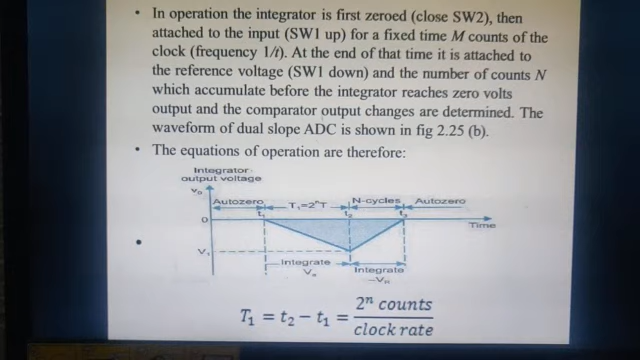 • In operation the integrator is first zeroed (close SW2), then
attached to the input (SW1 up) for a fixed time M counts of the
clock (frequency 1/t). At the end of that time it is attached to
the reference voltage (SW1 down) and the number of counts N
which accumulate before the integrator reaches zero volts
output and the comparator output changes are determined. The
waveform of dual slope ADC is shown in fig 2.25 (b).
• The equations of operation are therefore:
Integrator
output voltage
Autozero T₁=2ⁿT N-cycles Autozero
t₁ t₂ t₃
0
Time
Integrate
Integrate
T₁ = t₂ − t₁ = 2ⁿ counts
clock rate